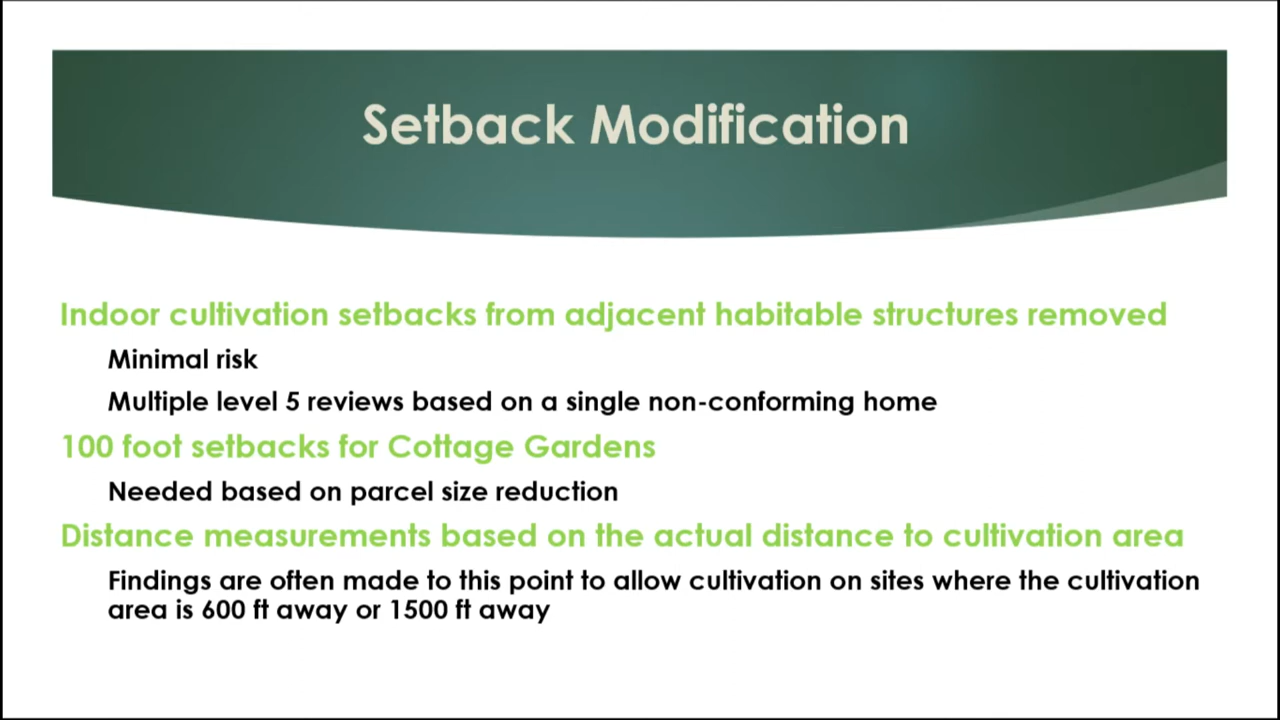 Setback Modification
Indoor cultivation setbacks from adjacent habitable structures removed
Minimal risk
Multiple level 5 reviews based on a single non-conforming home
100 foot setbacks for Cottage Gardens
Needed based on parcel size reduction
Distance measurements based on the actual distance to cultivation area
Findings are often made to this point to allow cultivation on sites where the cultivation
area is 600 ft away or 1500 ft away